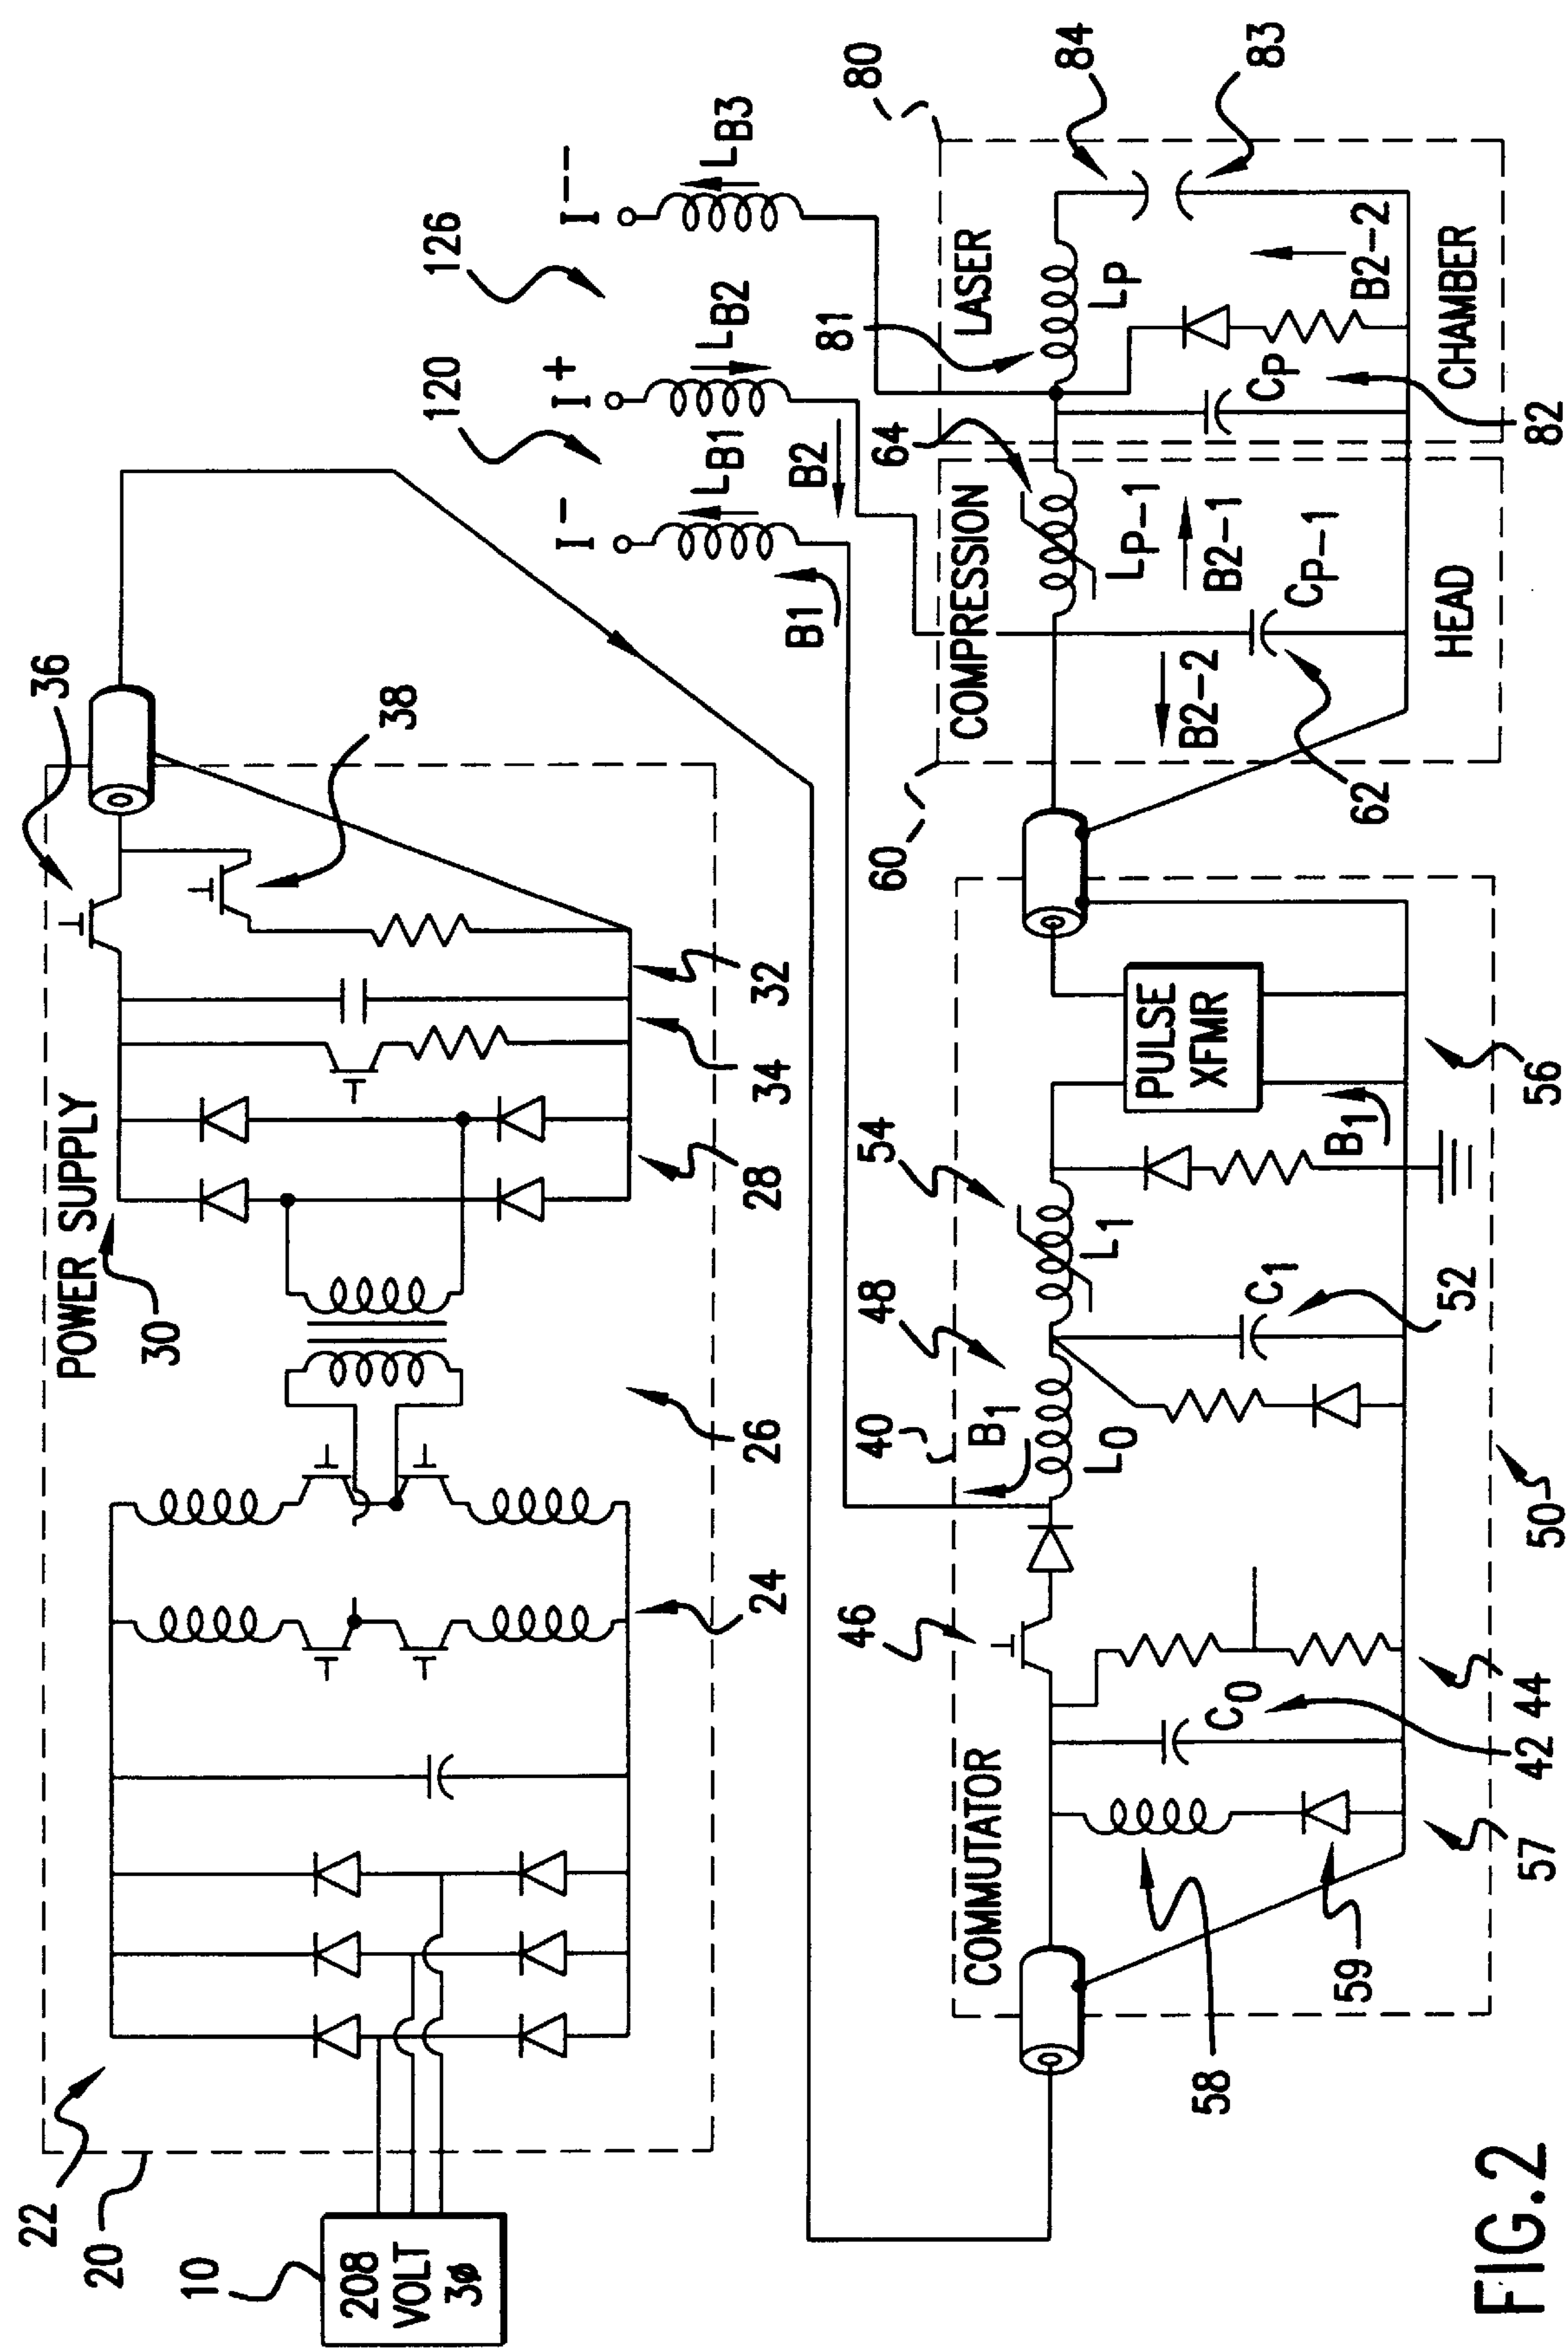 10
208
VOLT
3ø
20
22
POWER SUPPLY
24
26
28
30
32
34
36
38
I-
I+
I--
LB1
LB2
LB3
120
126
B1
B2
COMMUTATOR
40
42
C0
44
46
48
L0
B1
50
52
C1
54
L1
PULSE
XFMR
B1
56
57
58
59
COMPRESSION
HEAD
60
62
CP-1
64
LP-1
B2-1
B2-2
LASER
CHAMBER
80
81
LP
82
CP
83
84
B2-2
FIG.2